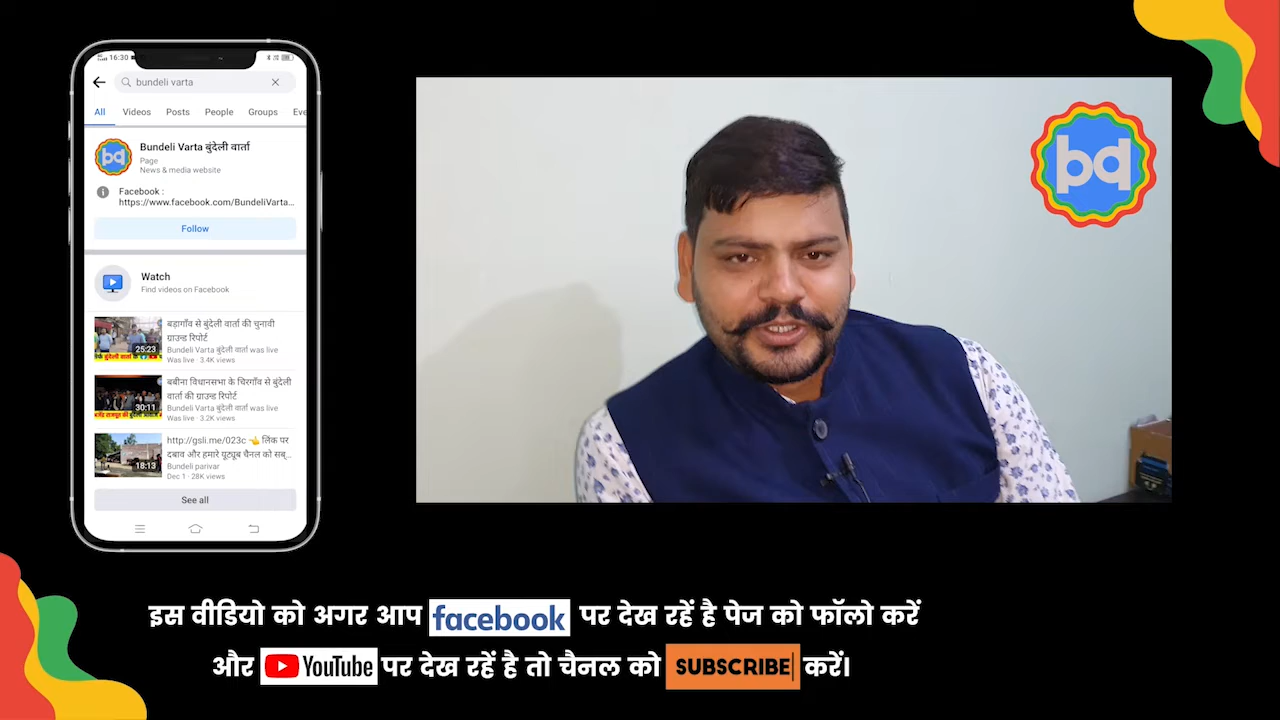 16:30
bundeli varta
All Videos Posts People Groups Eve
Bundeli Varta बुंदेली वार्ता
Page
News & media website
Facebook :
https://www.facebook.com/BundeliVarta...
Follow
Watch
Find videos on Facebook
बड़ागाँव से बुंदेली वार्ता की चुनावी
ग्राउन्ड रिपोर्ट
Bundeli Varta बुंदेली वार्ता was live
Was live · 3.4K views
25:23
बबीना विधानसभा के चिरगाँव से बुंदेली
वार्ता की ग्राउन्ड रिपोर्ट
Bundeli Varta बुंदेली वार्ता was live
Was live · 3.2K views
30:11
http://gsli.me/023c 👈 लिंक पर
दबाव और हमारे यूट्यूब चैनल को सब्...
Bundeli parivar
Dec 1 · 28K views
18:13
See all
bq
इस वीडियो को अगर आप facebook पर देख रहें है पेज को फॉलो करें
और YouTube पर देख रहें है तो चैनल को SUBSCRIBE करें।